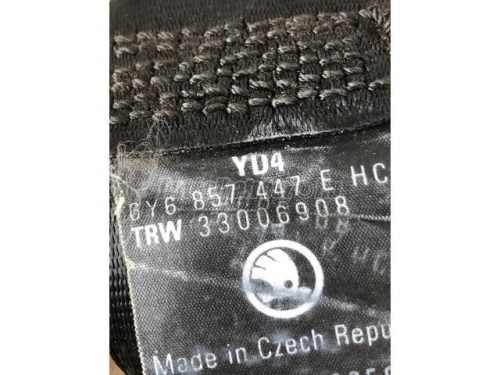 YD4
6Y6 857 447 E HC
TRW 33006908
Made in Czech Repu